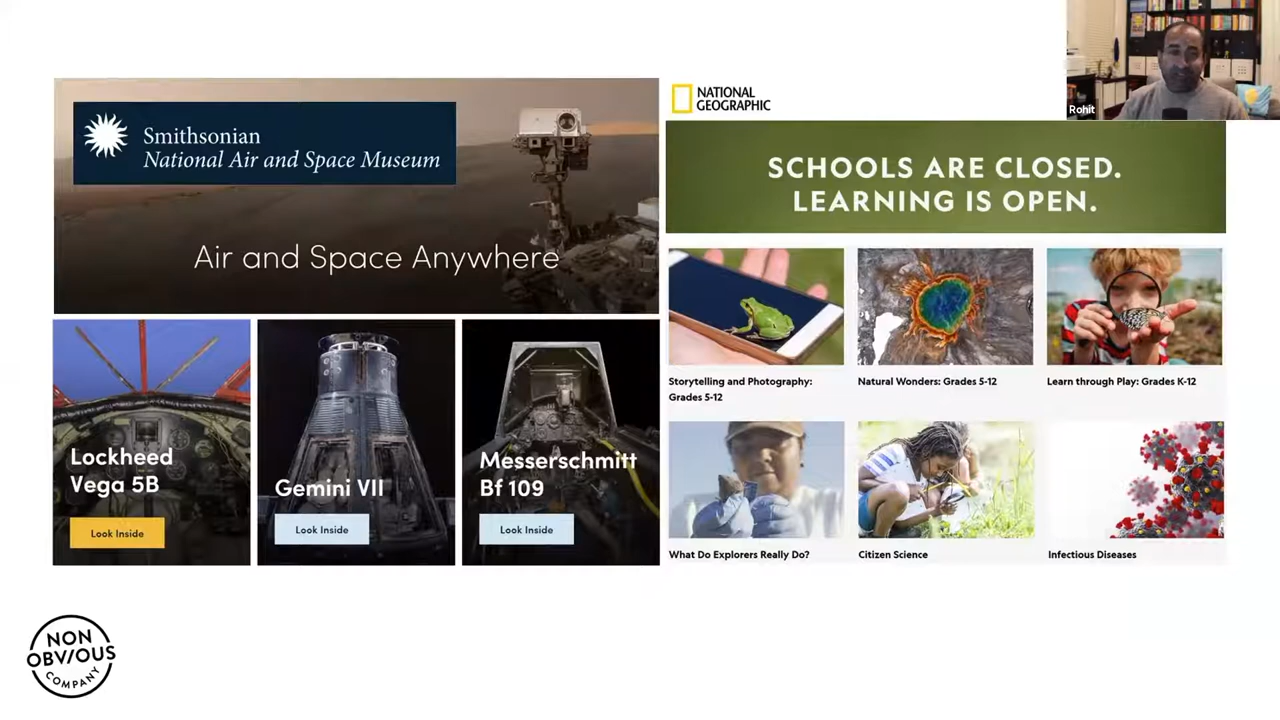 Smithsonian
National Air and Space Museum
Air and Space Anywhere
Lockheed
Vega 5B
Look Inside
Gemini VII
Look Inside
Messerschmitt
Bf 109
Look Inside
NATIONAL
GEOGRAPHIC
SCHOOLS ARE CLOSED.
LEARNING IS OPEN.
Storytelling and Photography:
Grades 5-12
Natural Wonders: Grades 5-12
Learn through Play: Grades K-12
What Do Explorers Really Do?
Citizen Science
Infectious Diseases
Rohit
NON
OBV/OUS
COMPANY